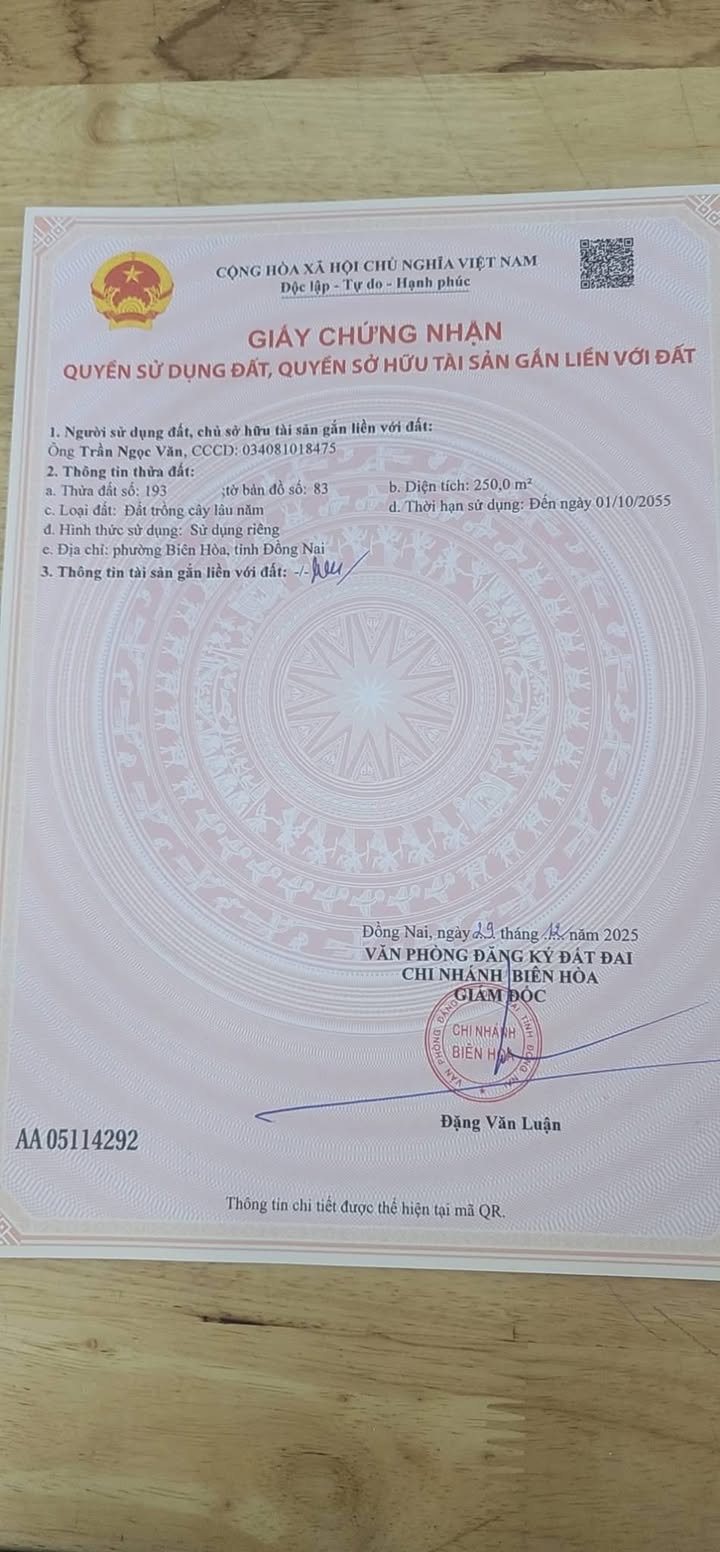 CỘNG HÒA XÃ HỘI CHỦ NGHĨA VIỆT NAM
Độc lập - Tự do - Hạnh phúc
GIẤY CHỨNG NHẬN
QUYỀN SỬ DỤNG ĐẤT, QUYỀN SỞ HỮU TÀI SẢN GẮN LIỀN VỚI ĐẤT
1. Người sử dụng đất, chủ sở hữu tài sản gắn liền với đất:
Ông Trần Ngọc Văn, CCCD: 034081018475
2. Thông tin thửa đất:
a. Thửa đất số: 193 ;tờ bản đồ số: 83 b. Diện tích: 250,0 m²
c. Loại đất: Đất trồng cây lâu năm d. Thời hạn sử dụng: Đến ngày 01/10/2055
đ. Hình thức sử dụng: Sử dụng riêng
e. Địa chỉ: phường Biên Hòa, tỉnh Đồng Nai
3. Thông tin tài sản gắn liền với đất: -/-
Đồng Nai, ngày 29 tháng 12 năm 2025
VĂN PHÒNG ĐĂNG KÝ ĐẤT ĐAI
CHI NHÁNH BIÊN HÒA
GIÁM ĐỐC
CHI NHÁNH
BIÊN HÒA
Đặng Văn Luận
AA 05114292
Thông tin chi tiết được thể hiện tại mã QR.